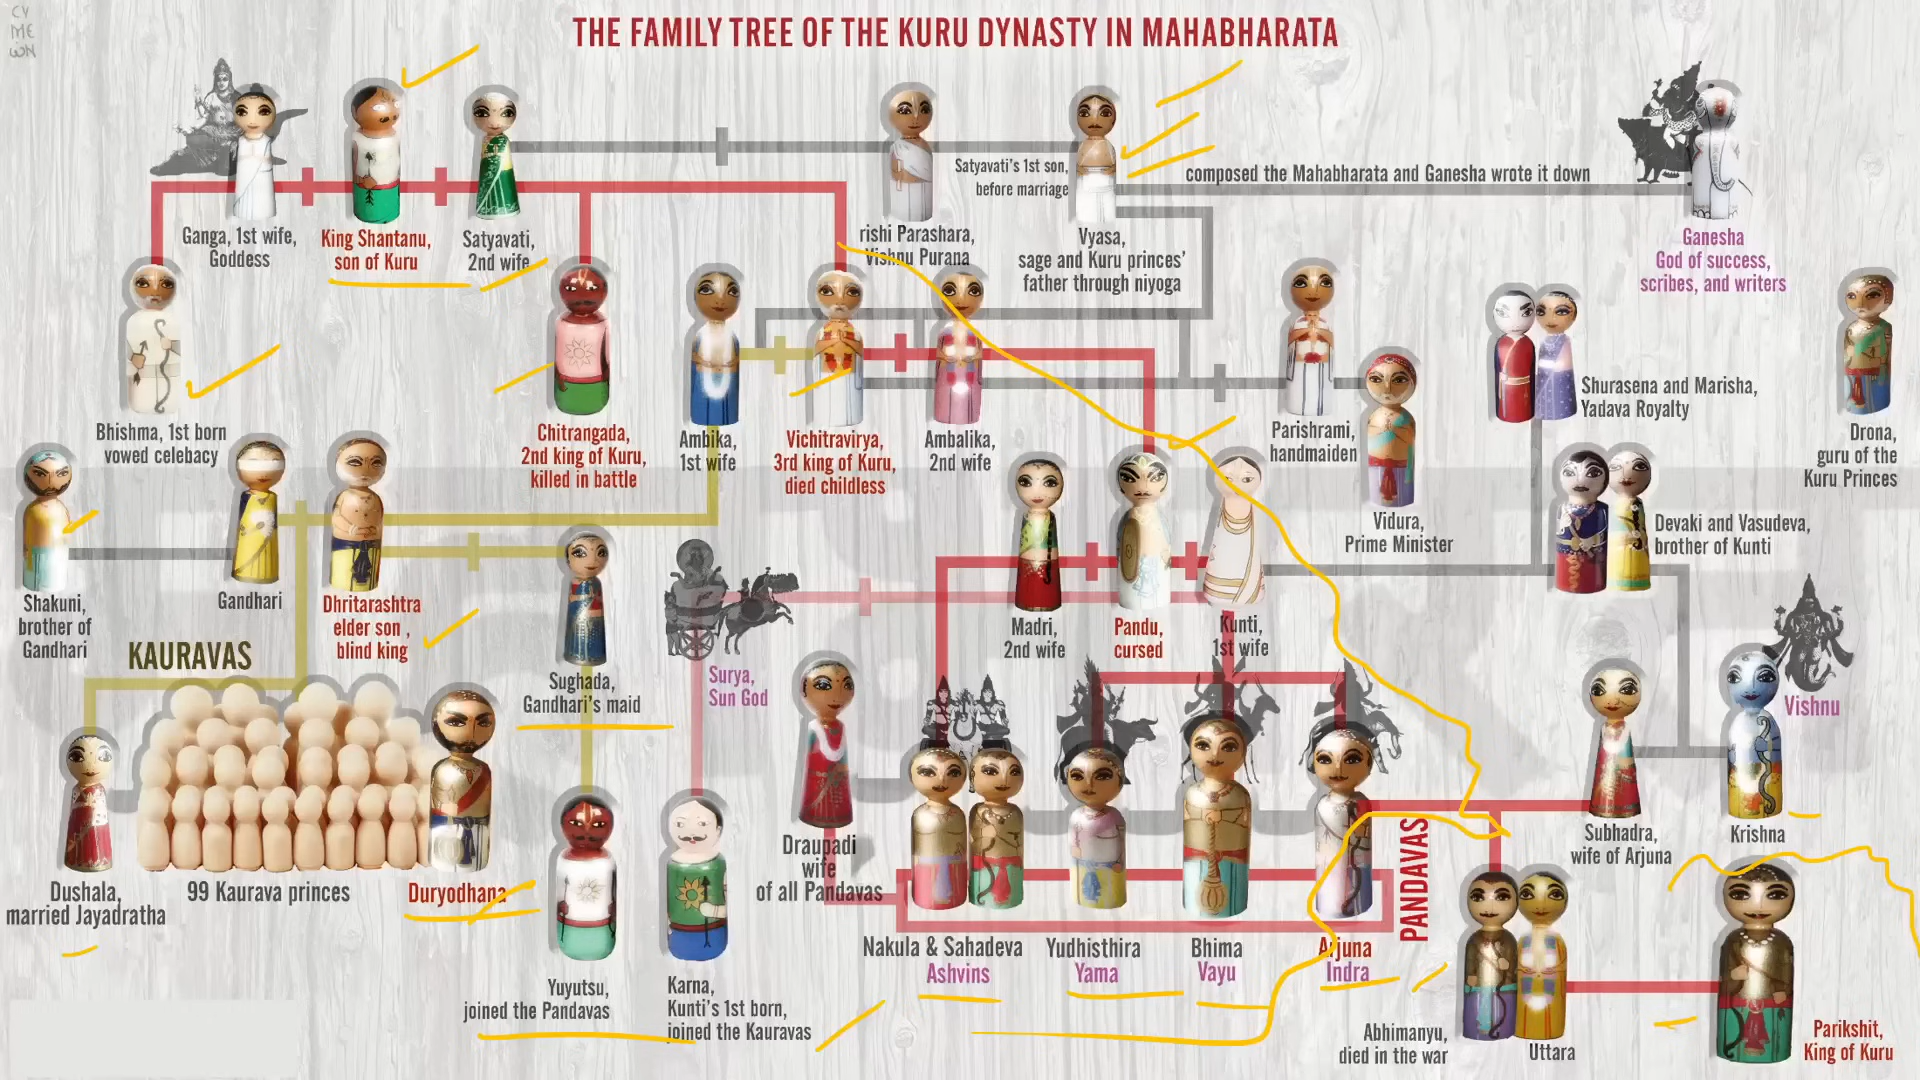 CY
ME
ωN
THE FAMILY TREE OF THE KURU DYNASTY IN MAHABHARATA
Satyavati's 1st son,
before marriage
composed the Mahabharata and Ganesha wrote it down
Ganga, 1st wife,
Goddess
King Shantanu,
son of Kuru
Satyavati,
2nd wife
rishi Parashara,
Vishnu Purana
Vyasa,
sage and Kuru princes'
father through niyoga
Ganesha
God of success,
scribes, and writers
Bhishma, 1st born
vowed celebacy
Chitrangada,
2nd king of Kuru,
killed in battle
Ambika,
1st wife
Vichitravirya,
3rd king of Kuru,
died childless
Ambalika,
2nd wife
Parishrami,
handmaiden
Shurasena and Marisha,
Yadava Royalty
Drona,
guru of the
Kuru Princes
Vidura,
Prime Minister
Devaki and Vasudeva,
brother of Kunti
Shakuni,
brother of
Gandhari
Gandhari
Dhritarashtra
elder son ,
blind king
Madri,
2nd wife
Pandu,
cursed
Kunti,
1st wife
KAURAVAS
Sughada,
Gandhari's maid
Surya,
Sun God
Vishnu
Dushala,
married Jayadratha
99 Kaurava princes
Duryodhana
Draupadi
wife
of all Pandavas
PANDAVAS
Subhadra,
wife of Arjuna
Krishna
Yuyutsu,
joined the Pandavas
Karna,
Kunti's 1st born,
joined the Kauravas
Nakula & Sahadeva
Ashvins
Yudhisthira
Yama
Bhima
Vayu
Arjuna
Indra
Abhimanyu,
died in the war
Uttara
Parikshit,
King of Kuru